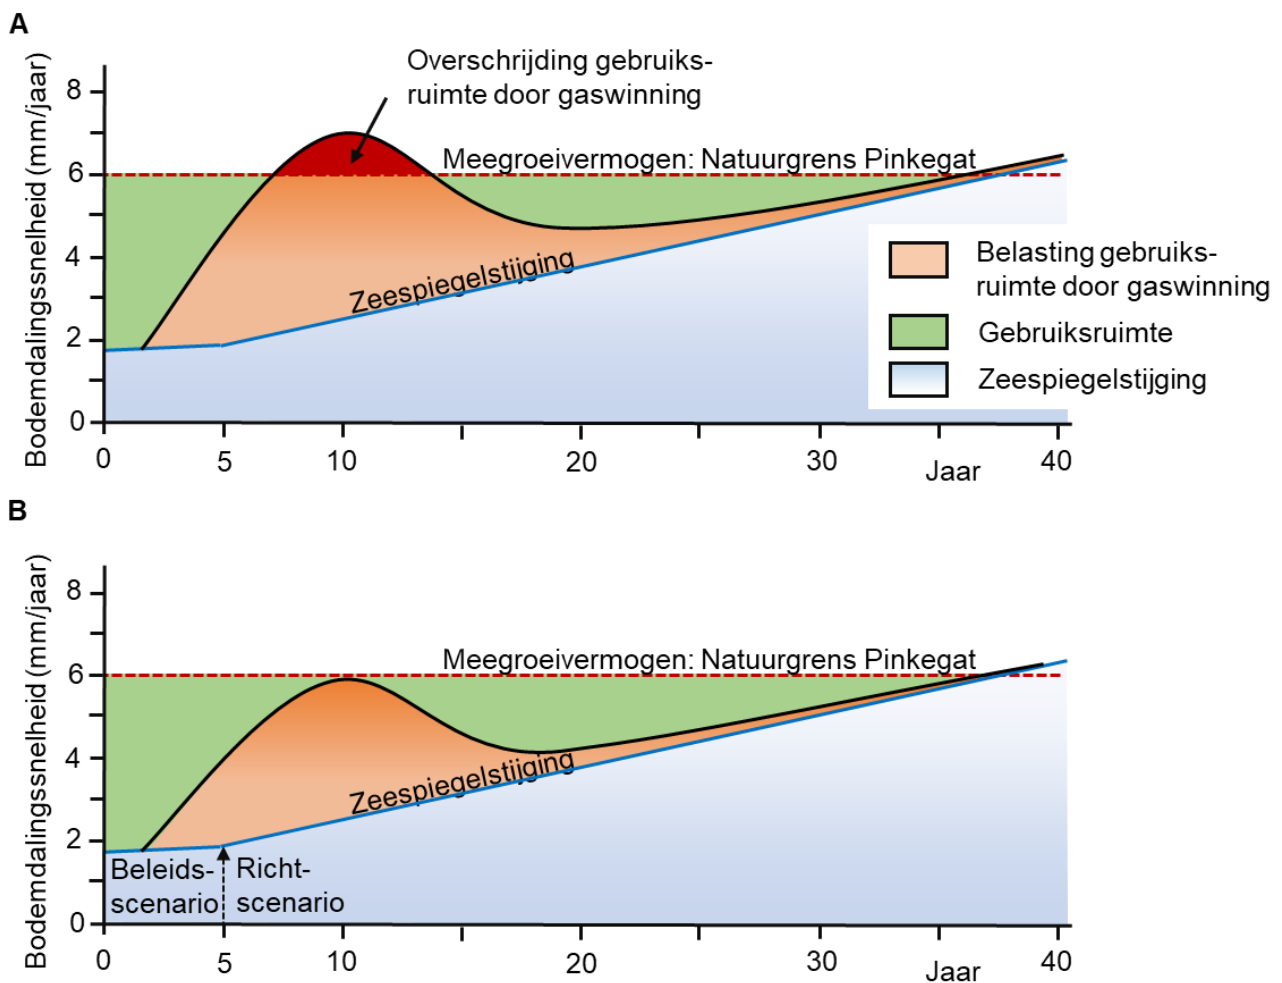 A
Overschrijding gebruiks-
ruimte door gaswinning
Bodemdalingssnelheid (mm/jaar)
8
6
4
2
0
Meegroeivermogen: Natuurgrens Pinkegat
Zeespiegelstijging
Belasting gebruiks-
ruimte door gaswinning
Gebruiksruimte
Zeespiegelstijging
0 5 10 20 30 Jaar 40
B
Bodemdalingssnelheid (mm/jaar)
8
6
4
2
0
Meegroeivermogen: Natuurgrens Pinkegat
Zeespiegelstijging
Beleids-
scenario
Richt-
scenario
0 5 10 20 30 Jaar 40